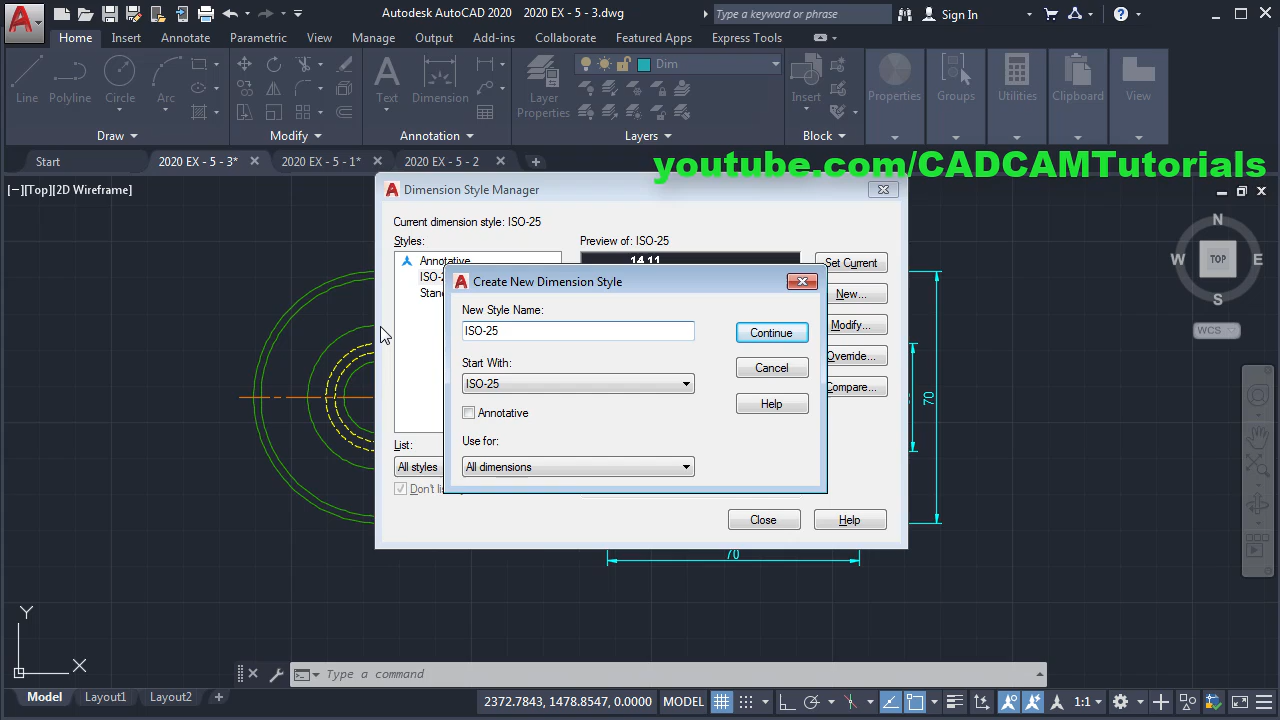 Autodesk AutoCAD 2020 2020 EX - 5 - 3.dwg
Type a keyword or phrase
Sign In
Home Insert Annotate Parametric View Manage Output Add-ins Collaborate Featured Apps Express Tools
Dim
Line Polyline Circle Arc
Text Dimension
Layer
Properties
Insert
Properties Groups Utilities Clipboard View
Draw Modify Annotation Layers Block
Start 2020 EX - 5 - 3* 2020 EX - 5 - 1* 2020 EX - 5 - 2
youtube.com/CADCAMTutorials
[−][Top][2D Wireframe]
Dimension Style Manager
Current dimension style: ISO-25
Styles:
Preview of: ISO-25
Annotative
14,11
Set Current
New...
Modify...
Override...
Compare...
Create New Dimension Style
New Style Name:
ISO-25
Continue
Start With:
ISO-25
Cancel
Annotative
Help
Use for:
All dimensions
List:
All styles
Close
Help
N
W TOP E
S
WCS
70
70
Y
X
Type a command
Model Layout1 Layout2
2372.7843, 1478.8547, 0.0000 MODEL
1:1